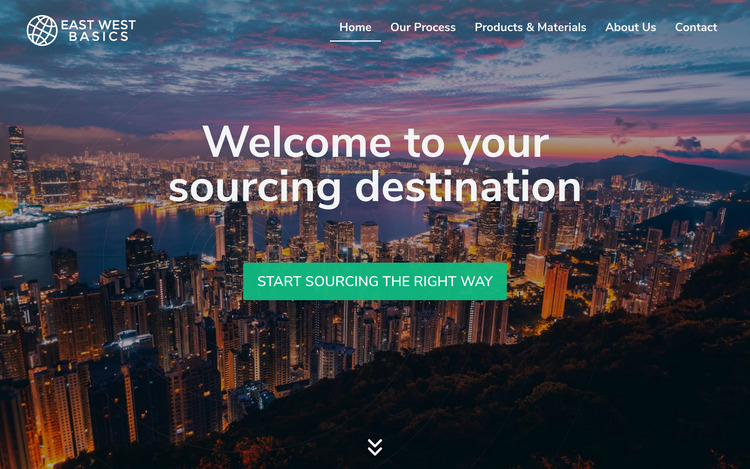 EAST WEST
BASICS
Home
Our Process
Products & Materials
About Us
Contact
Welcome to your
sourcing destination
START SOURCING THE RIGHT WAY